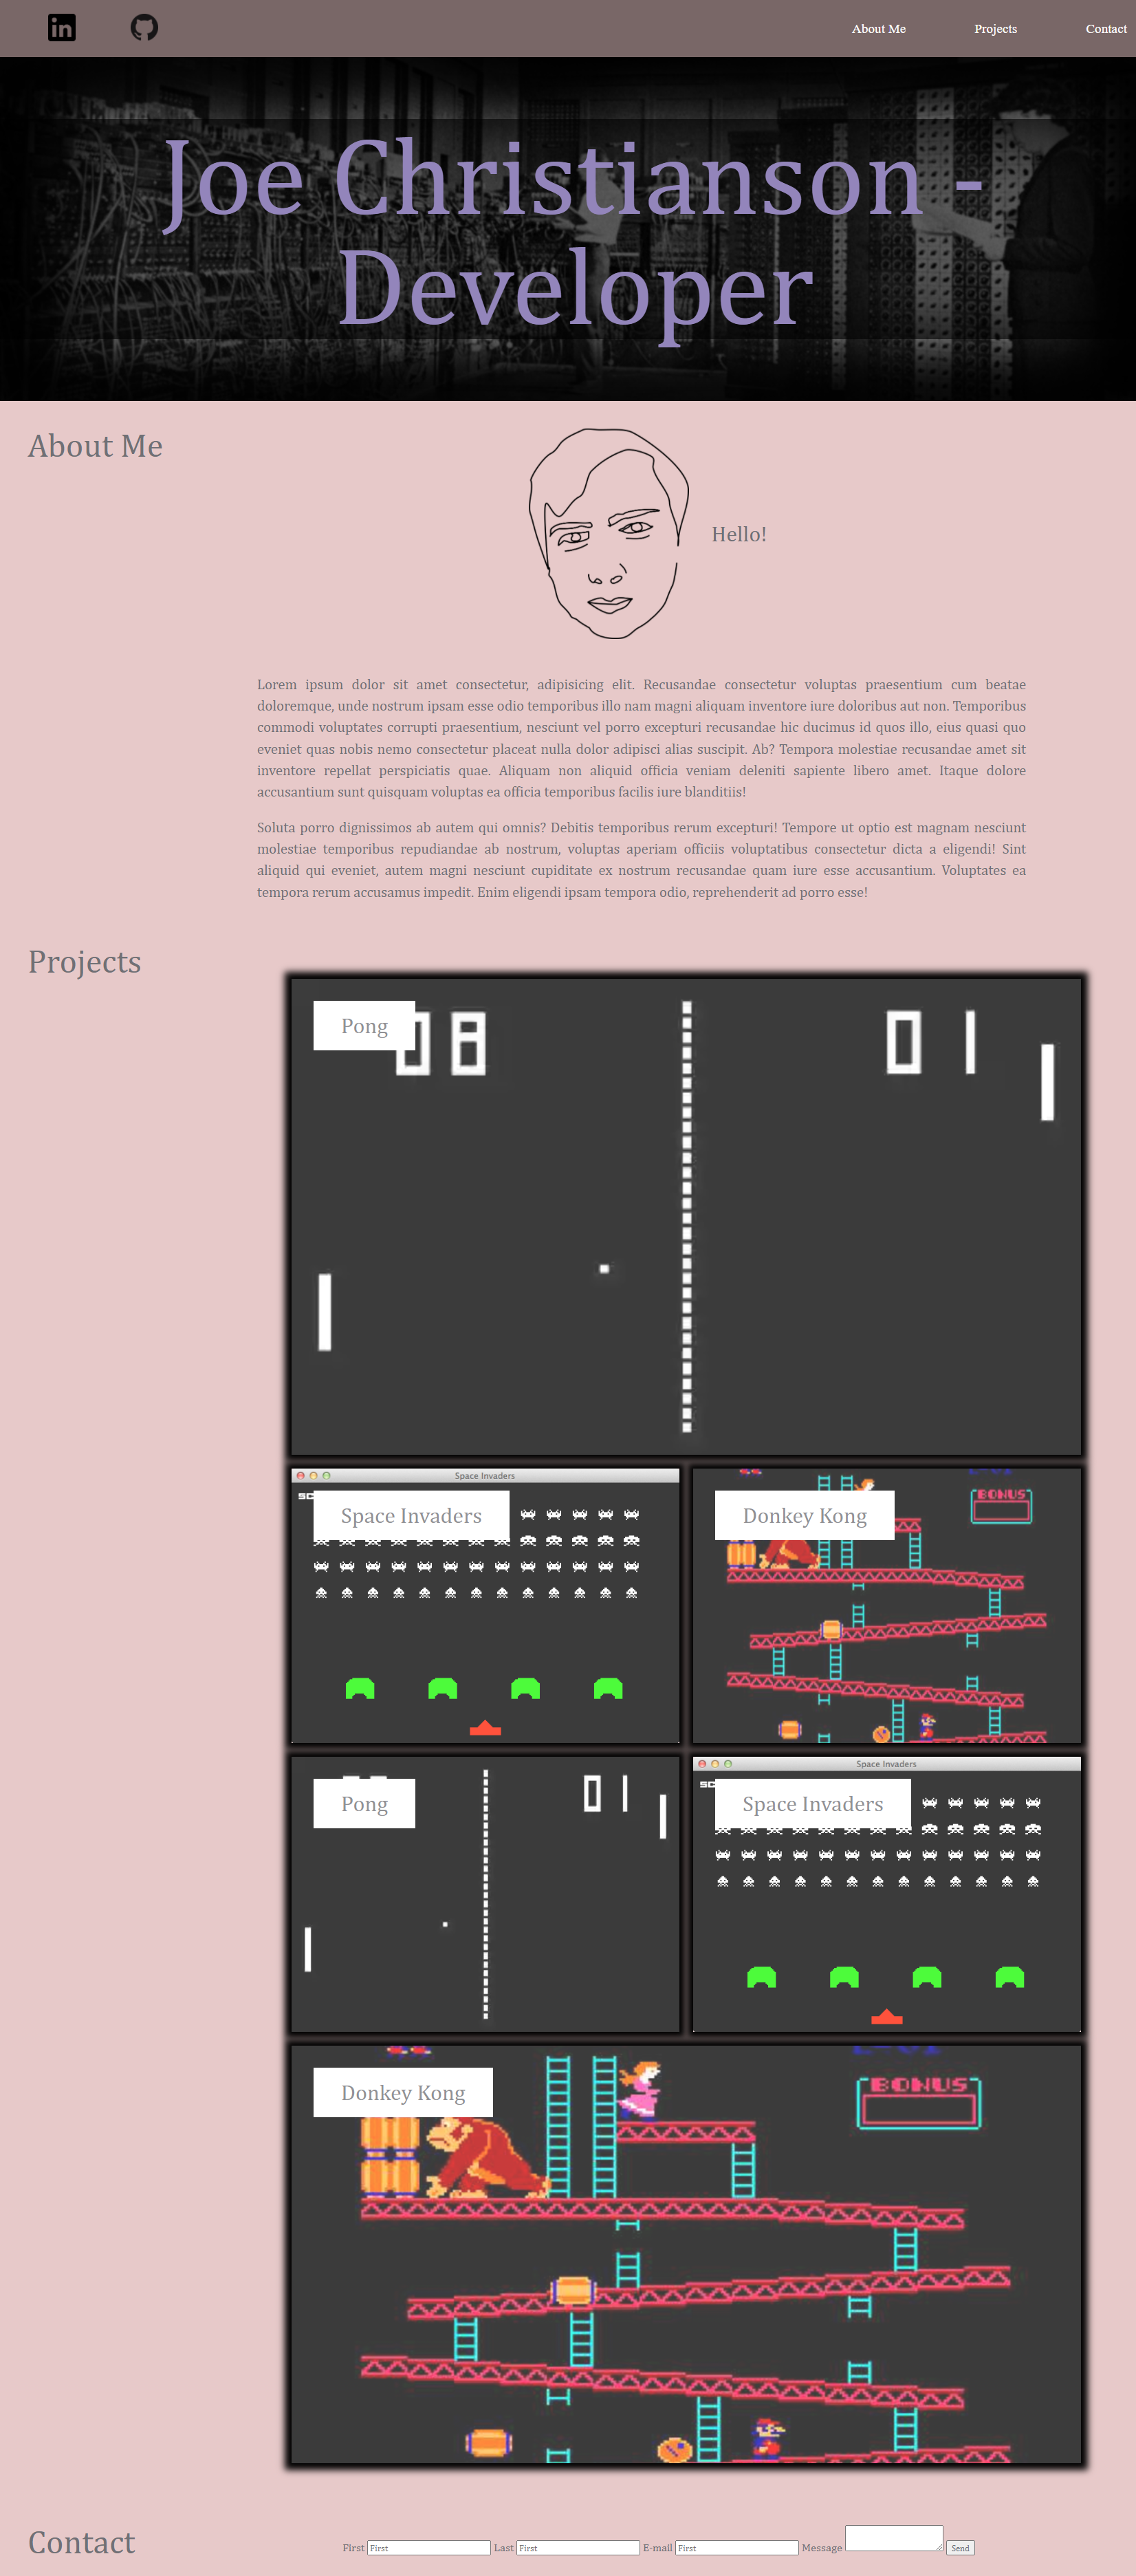 in
About Me Projects Contact
Joe Christianson -
Developer
About Me
Hello!
Lorem ipsum dolor sit amet consectetur, adipisicing elit. Recusandae consectetur voluptas praesentium cum beatae
doloremque, unde nostrum ipsam esse odio temporibus illo nam magni aliquam inventore iure doloribus aut non. Temporibus
commodi voluptates corrupti praesentium, nesciunt vel porro excepturi recusandae hic ducimus id quos illo, eius quasi quo
eveniet quas nobis nemo consectetur placeat nulla dolor adipisci alias suscipit. Ab? Tempora molestiae recusandae amet sit
inventore repellat perspiciatis quae. Aliquam non aliquid officia veniam deleniti sapiente libero amet. Itaque dolore
accusantium sunt quisquam voluptas ea officia temporibus facilis iure blanditiis!
Soluta porro dignissimos ab autem qui omnis? Debitis temporibus rerum excepturi! Tempore ut optio est magnam nesciunt
molestiae temporibus repudiandae ab nostrum, voluptas aperiam officiis voluptatibus consectetur dicta a eligendi! Sint
aliquid qui eveniet, autem magni nesciunt cupiditate ex nostrum recusandae quam iure esse accusantium. Voluptates ea
tempora rerum accusamus impedit. Enim eligendi ipsam tempora odio, reprehenderit ad porro esse!
Projects
Pong
8 0 1
Space Invaders
Space Invaders
Donkey Kong
BONUS
Pong
0 1
Space Invaders
Space Invaders
Donkey Kong
BONUS
Contact
First First Last First E-mail First Message Send